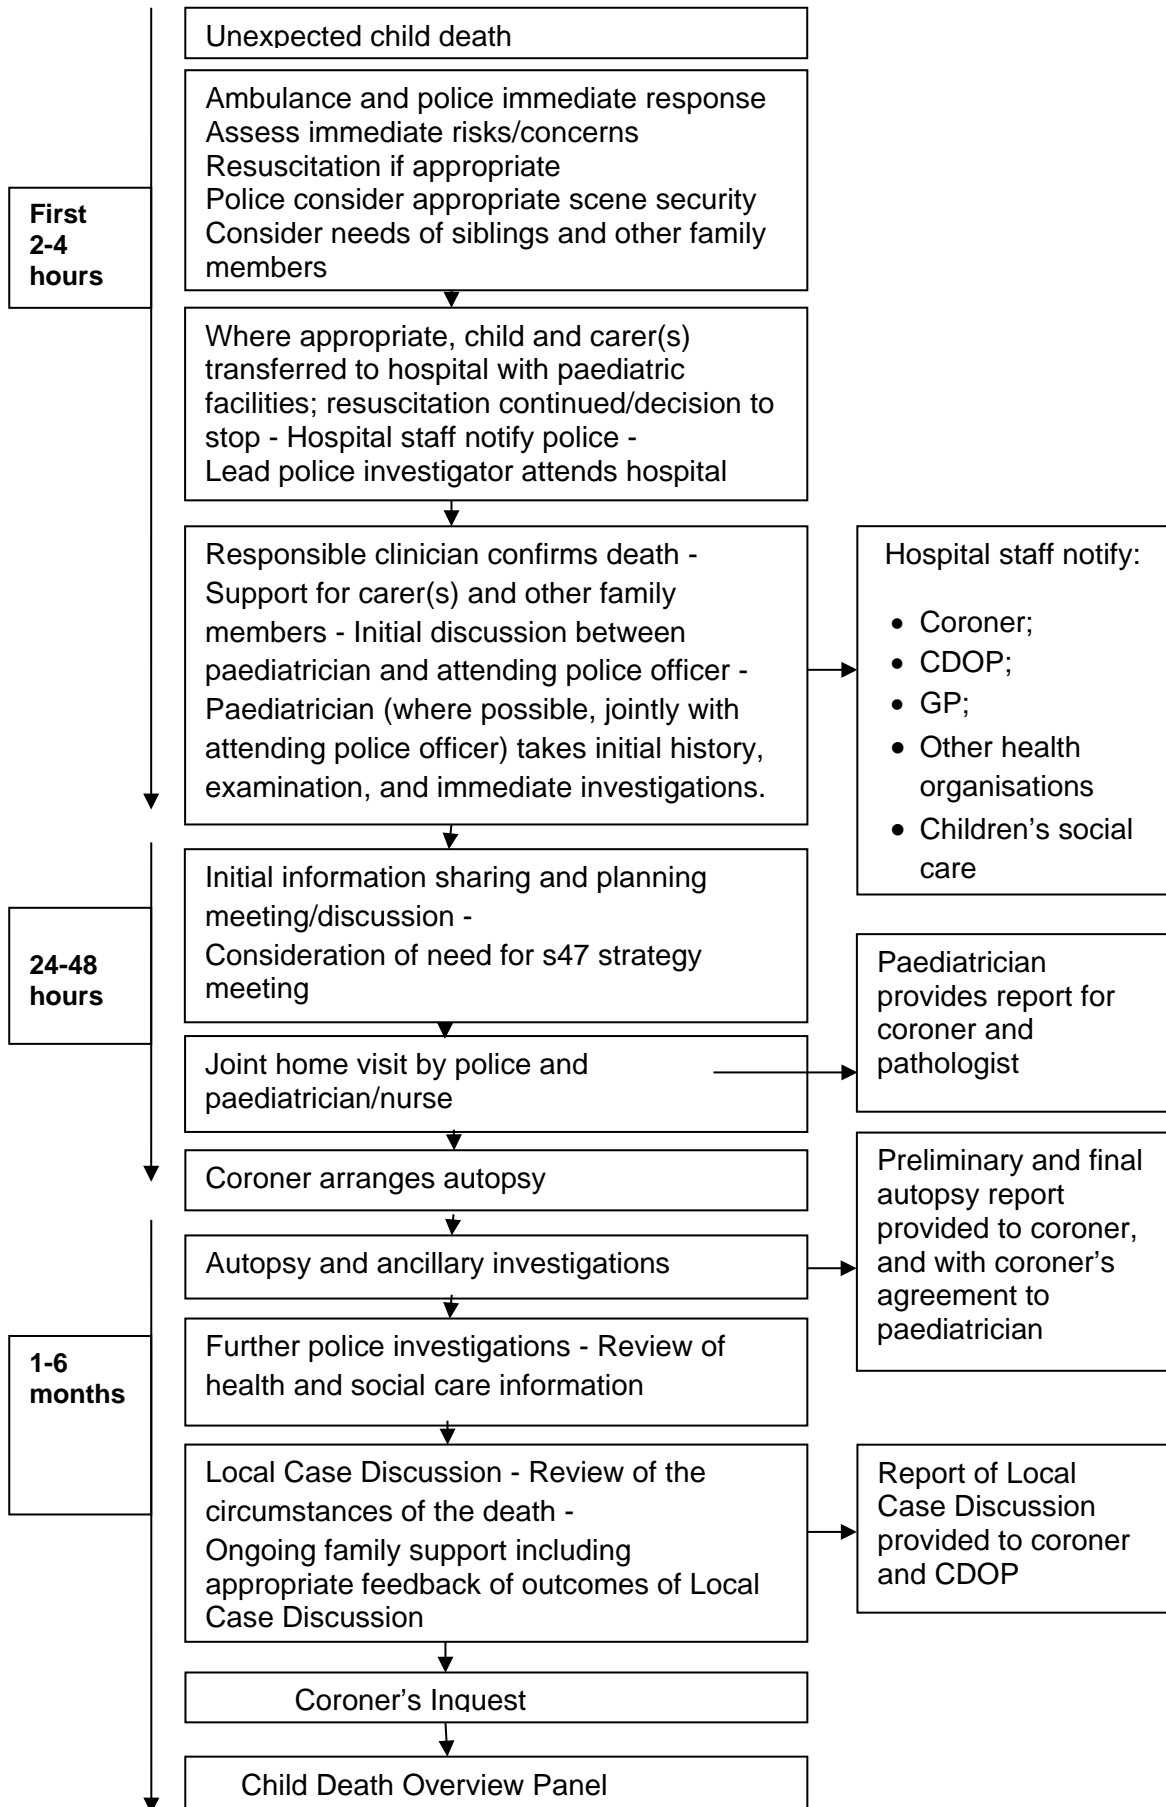 Unexpected child death
Ambulance and police immediate response
Assess immediate risks/concerns
Resuscitation if appropriate
Police consider appropriate scene security
Consider needs of siblings and other family
members
First
2-4
hours
Where appropriate, child and carer(s)
transferred to hospital with paediatric
facilities; resuscitation continued/decision to
stop - Hospital staff notify police -
Lead police investigator attends hospital
Responsible clinician confirms death -
Support for carer(s) and other family
members - Initial discussion between
paediatrician and attending police officer -
Paediatrician (where possible, jointly with
attending police officer) takes initial history,
examination, and immediate investigations.
Hospital staff notify:
• Coroner;
• CDOP;
• GP;
• Other health
organisations
• Children's social
care
Initial information sharing and planning
meeting/discussion -
Consideration of need for s47 strategy
meeting
24-48
hours
Joint home visit by police and
paediatrician/nurse
Paediatrician
provides report for
coroner and
pathologist
Coroner arranges autopsy
Autopsy and ancillary investigations
Preliminary and final
autopsy report
provided to coroner,
and with coroner's
agreement to
paediatrician
Further police investigations - Review of
health and social care information
1-6
months
Local Case Discussion - Review of the
circumstances of the death -
Ongoing family support including
appropriate feedback of outcomes of Local
Case Discussion
Report of Local
Case Discussion
provided to coroner
and CDOP
Coroner's Inquest
Child Death Overview Panel